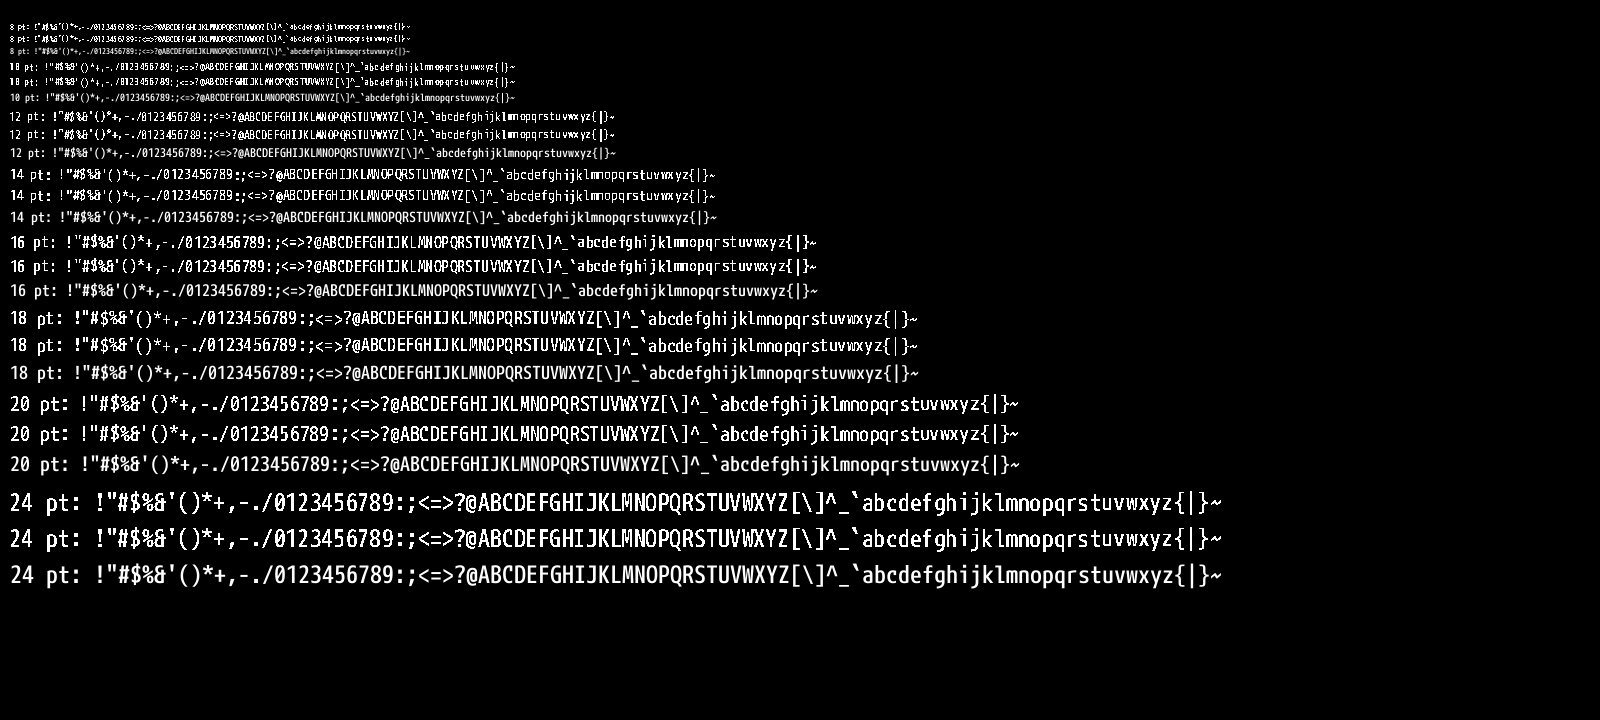 8 pt: !"#$%&'()*+,-./0123456789:;<=>?@ABCDEFGHIJKLMNOPQRSTUVWXYZ[\]^_`abcdefghijklmnopqrstuvwxyz{|}~
8 pt: !"#$%&'()*+,-./0123456789:;<=>?@ABCDEFGHIJKLMNOPQRSTUVWXYZ[\]^_`abcdefghijklmnopqrstuvwxyz{|}~
8 pt: !"#$%&'()*+,-./0123456789:;<=>?@ABCDEFGHIJKLMNOPQRSTUVWXYZ[\]^_`abcdefghijklmnopqrstuvwxyz{|}~
10 pt: !"#$%&'()*+,-./0123456789:;<=>?@ABCDEFGHIJKLMNOPQRSTUVWXYZ[\]^_`abcdefghijklmnopqrstuvwxyz{|}~
10 pt: !"#$%&'()*+,-./0123456789:;<=>?@ABCDEFGHIJKLMNOPQRSTUVWXYZ[\]^_`abcdefghijklmnopqrstuvwxyz{|}~
10 pt: !"#$%&'()*+,-./0123456789:;<=>?@ABCDEFGHIJKLMNOPQRSTUVWXYZ[\]^_`abcdefghijklmnopqrstuvwxyz{|}~
12 pt: !"#$%&'()*+,-./0123456789:;<=>?@ABCDEFGHIJKLMNOPQRSTUVWXYZ[\]^_`abcdefghijklmnopqrstuvwxyz{|}~
12 pt: !"#$%&'()*+,-./0123456789:;<=>?@ABCDEFGHIJKLMNOPQRSTUVWXYZ[\]^_`abcdefghijklmnopqrstuvwxyz{|}~
12 pt: !"#$%&'()*+,-./0123456789:;<=>?@ABCDEFGHIJKLMNOPQRSTUVWXYZ[\]^_`abcdefghijklmnopqrstuvwxyz{|}~
14 pt: !"#$%&'()*+,-./0123456789:;<=>?@ABCDEFGHIJKLMNOPQRSTUVWXYZ[\]^_`abcdefghijklmnopqrstuvwxyz{|}~
14 pt: !"#$%&'()*+,-./0123456789:;<=>?@ABCDEFGHIJKLMNOPQRSTUVWXYZ[\]^_`abcdefghijklmnopqrstuvwxyz{|}~
14 pt: !"#$%&'()*+,-./0123456789:;<=>?@ABCDEFGHIJKLMNOPQRSTUVWXYZ[\]^_`abcdefghijklmnopqrstuvwxyz{|}~
16 pt: !"#$%&'()*+,-./0123456789:;<=>?@ABCDEFGHIJKLMNOPQRSTUVWXYZ[\]^_`abcdefghijklmnopqrstuvwxyz{|}~
16 pt: !"#$%&'()*+,-./0123456789:;<=>?@ABCDEFGHIJKLMNOPQRSTUVWXYZ[\]^_`abcdefghijklmnopqrstuvwxyz{|}~
16 pt: !"#$%&'()*+,-./0123456789:;<=>?@ABCDEFGHIJKLMNOPQRSTUVWXYZ[\]^_`abcdefghijklmnopqrstuvwxyz{|}~
18 pt: !"#$%&'()*+,-./0123456789:;<=>?@ABCDEFGHIJKLMNOPQRSTUVWXYZ[\]^_`abcdefghijklmnopqrstuvwxyz{|}~
18 pt: !"#$%&'()*+,-./0123456789:;<=>?@ABCDEFGHIJKLMNOPQRSTUVWXYZ[\]^_`abcdefghijklmnopqrstuvwxyz{|}~
18 pt: !"#$%&'()*+,-./0123456789:;<=>?@ABCDEFGHIJKLMNOPQRSTUVWXYZ[\]^_`abcdefghijklmnopqrstuvwxyz{|}~
20 pt: !"#$%&'()*+,-./0123456789:;<=>?@ABCDEFGHIJKLMNOPQRSTUVWXYZ[\]^_`abcdefghijklmnopqrstuvwxyz{|}~
20 pt: !"#$%&'()*+,-./0123456789:;<=>?@ABCDEFGHIJKLMNOPQRSTUVWXYZ[\]^_`abcdefghijklmnopqrstuvwxyz{|}~
20 pt: !"#$%&'()*+,-./0123456789:;<=>?@ABCDEFGHIJKLMNOPQRSTUVWXYZ[\]^_`abcdefghijklmnopqrstuvwxyz{|}~
24 pt: !"#$%&'()*+,-./0123456789:;<=>?@ABCDEFGHIJKLMNOPQRSTUVWXYZ[\]^_`abcdefghijklmnopqrstuvwxyz{|}~
24 pt: !"#$%&'()*+,-./0123456789:;<=>?@ABCDEFGHIJKLMNOPQRSTUVWXYZ[\]^_`abcdefghijklmnopqrstuvwxyz{|}~
24 pt: !"#$%&'()*+,-./0123456789:;<=>?@ABCDEFGHIJKLMNOPQRSTUVWXYZ[\]^_`abcdefghijklmnopqrstuvwxyz{|}~